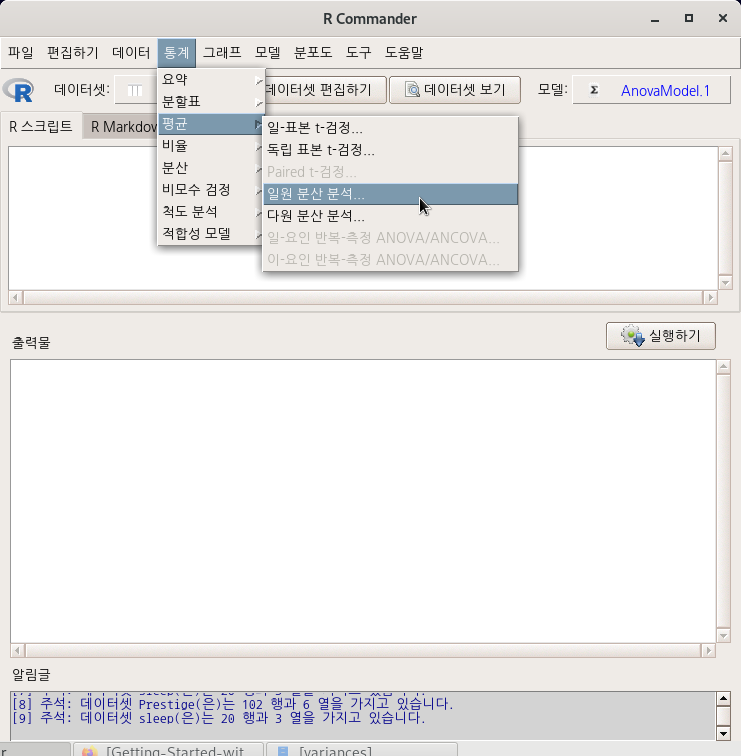 R Commander
파일 편집하기 데이터 통계 그래프 모델 분포도 도구 도움말
데이터셋: 데이터셋 편집하기 데이터셋 보기 모델: Σ AnovaModel.1
R 스크립트 R Markdow
요약
분할표
평균
비율
분산
비모수 검정
척도 분석
적합성 모델
일-표본 t-검정...
독립 표본 t-검정...
Paired t-검정...
일원 분산 분석...
다원 분산 분석...
일-요인 반복-측정 ANOVA/ANCOVA...
이-요인 반복-측정 ANOVA/ANCOVA...
출력물 실행하기
알림글
[8] 주석: 데이터셋 Prestige(은)는 102 행과 6 열을 가지고 있습니다.
[9] 주석: 데이터셋 sleep(은)는 20 행과 3 열을 가지고 있습니다.
r [Getting-Started-wit [variances]